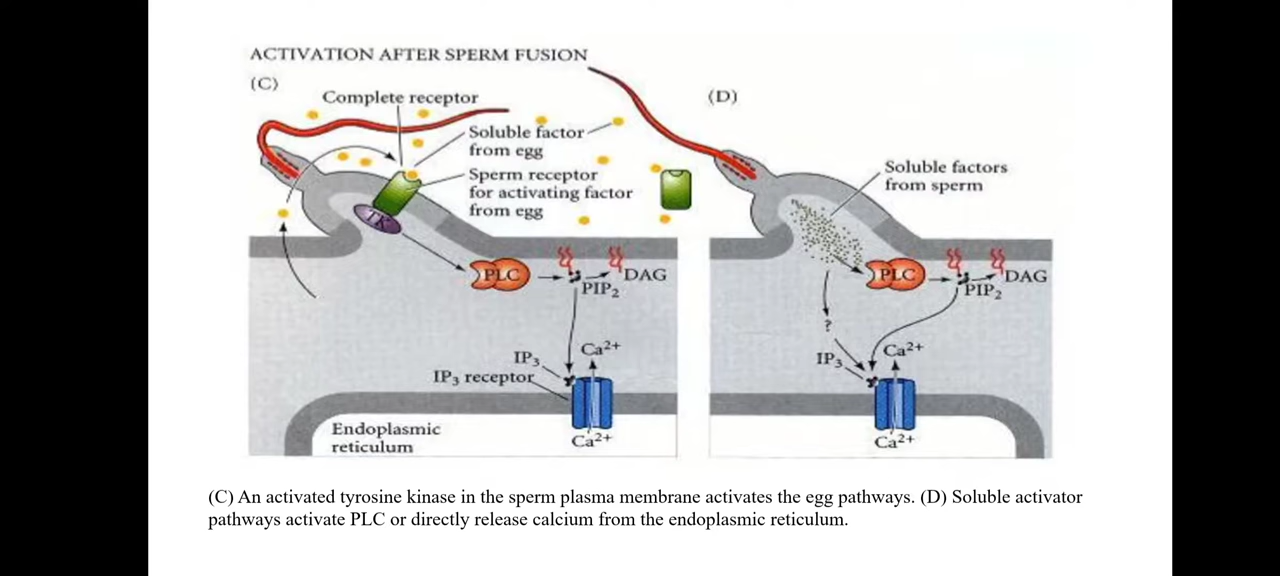 ACTIVATION AFTER SPERM FUSION
(C)
Complete receptor
Soluble factor
from egg
Sperm receptor
for activating factor
from egg
TK
PLC
PIP₂
DAG
IP₃
Ca²⁺
IP₃ receptor
Endoplasmic
reticulum
Ca²⁺
(D)
Soluble factors
from sperm
PLC
PIP₂
DAG
?
IP₃
Ca²⁺
Ca²⁺
(C) An activated tyrosine kinase in the sperm plasma membrane activates the egg pathways. (D) Soluble activator
pathways activate PLC or directly release calcium from the endoplasmic reticulum.